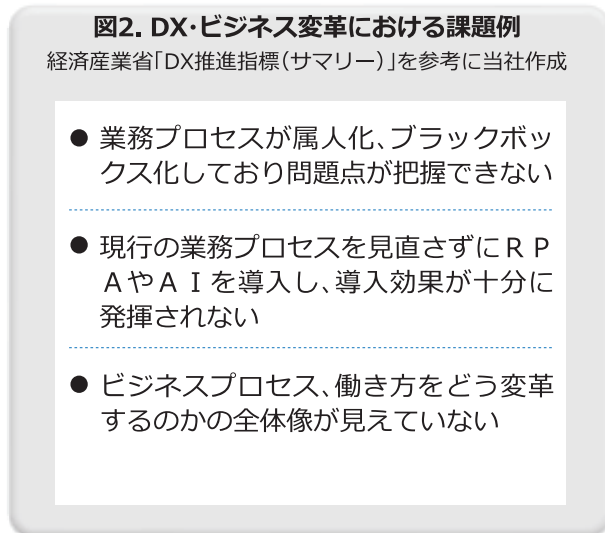 図2. DX･ビジネス変革における課題例
経済産業省｢DX推進指標(サマリー)｣を参考に当社作成
● 業務プロセスが属人化､ブラックボッ
クス化しており問題点が把握できない
● 現行の業務プロセスを見直さずにＲＰ
ＡやＡＩを導入し､導入効果が十分に
発揮されない
● ビジネスプロセス､働き方をどう変革
するのかの全体像が見えていない